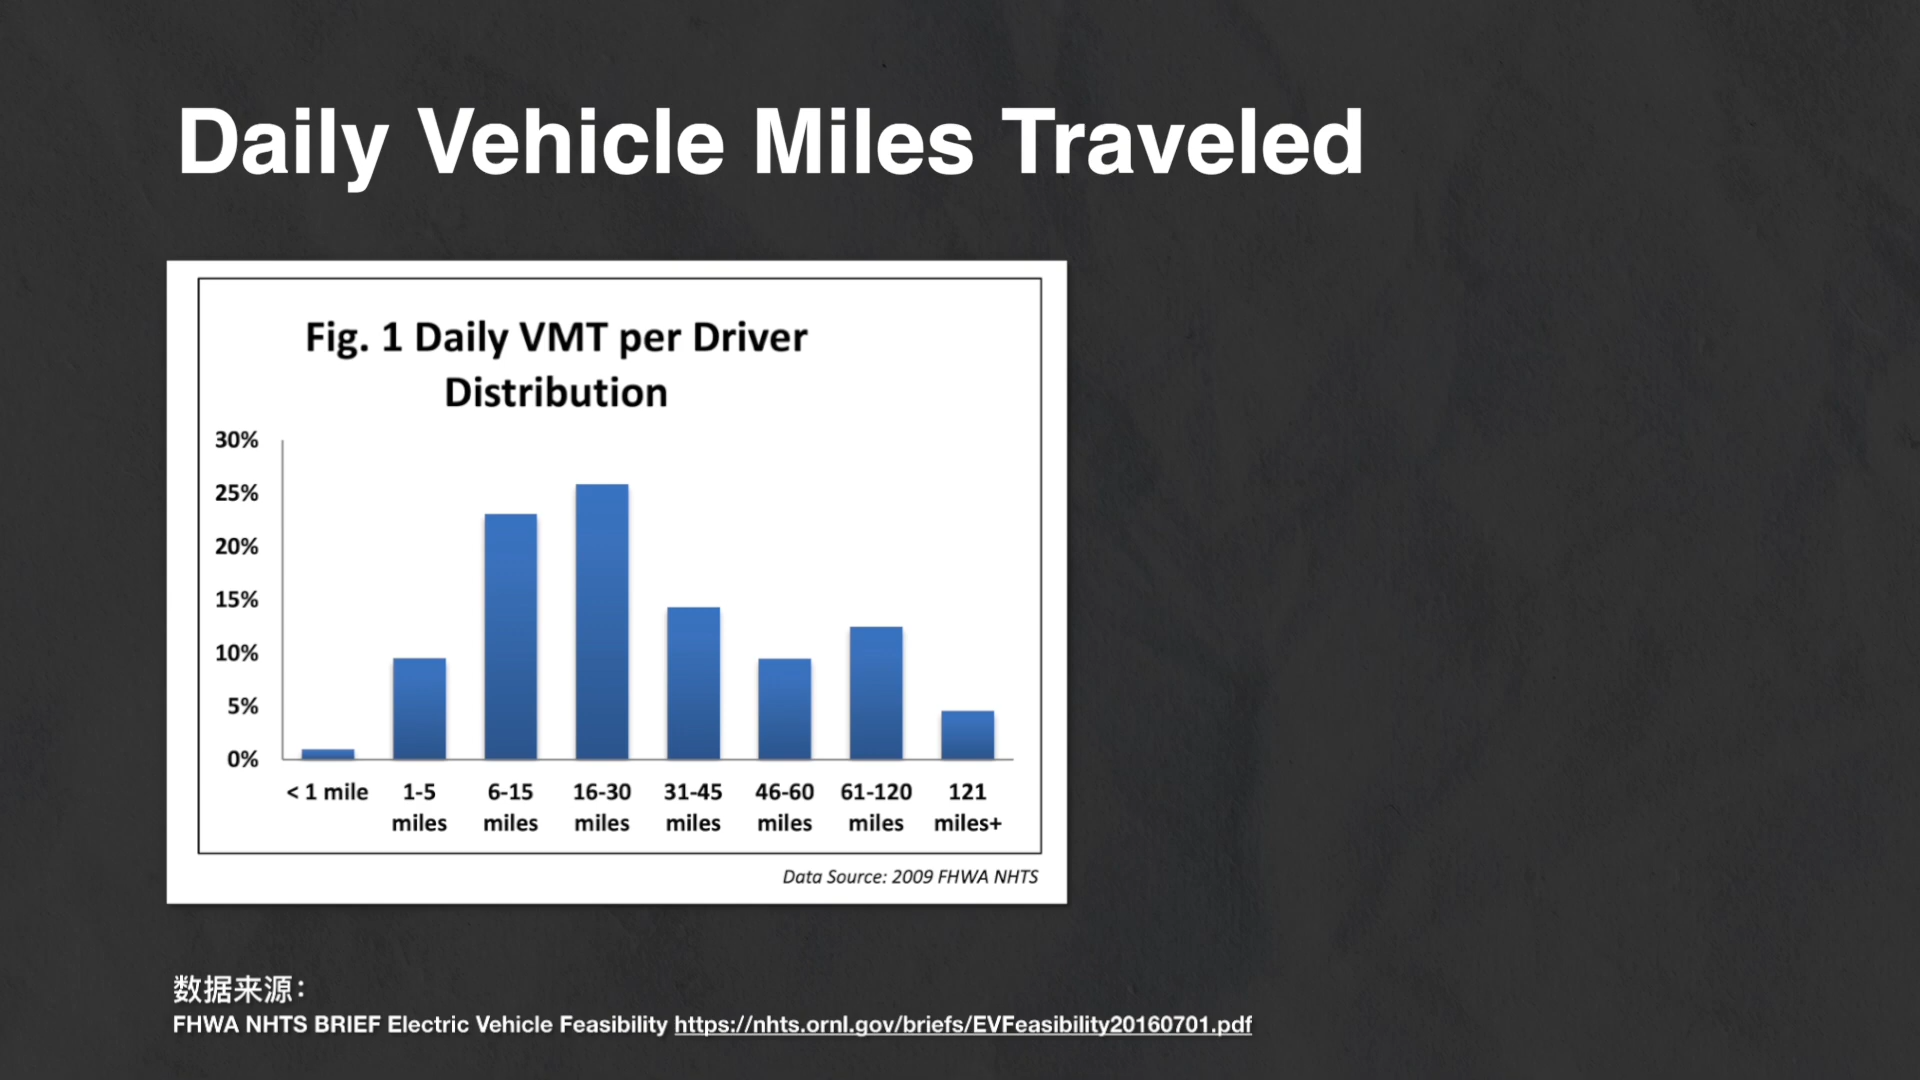 Daily Vehicle Miles Traveled
Fig. 1 Daily VMT per Driver
Distribution
30%
25%
20%
15%
10%
5%
0%
< 1 mile 1-5 6-15 16-30 31-45 46-60 61-120 121
miles miles miles miles miles miles miles+
Data Source: 2009 FHWA NHTS
数据来源：
FHWA NHTS BRIEF Electric Vehicle Feasibility https://nhts.ornl.gov/briefs/EVFeasibility20160701.pdf